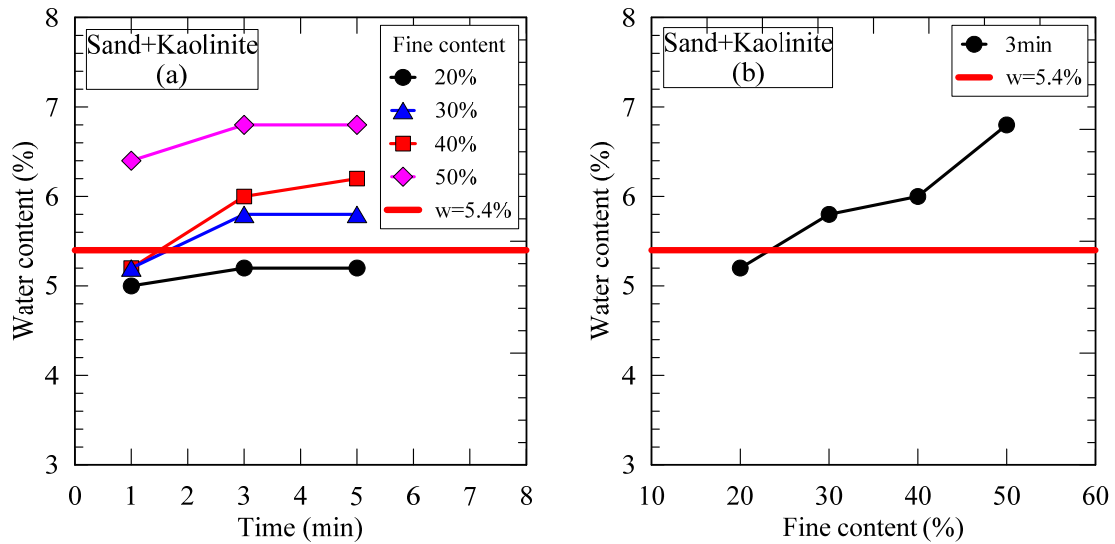 Sand+Kaolinite
(a)
Fine content
20%
30%
40%
50%
w=5.4%
8
7
6
5
4
3
Water content (%)
0 1 2 3 4 5 6 7 8
Time (min)
Sand+Kaolinite
(b)
3min
w=5.4%
8
7
6
5
4
3
Water content (%)
10 20 30 40 50 60
Fine content (%)